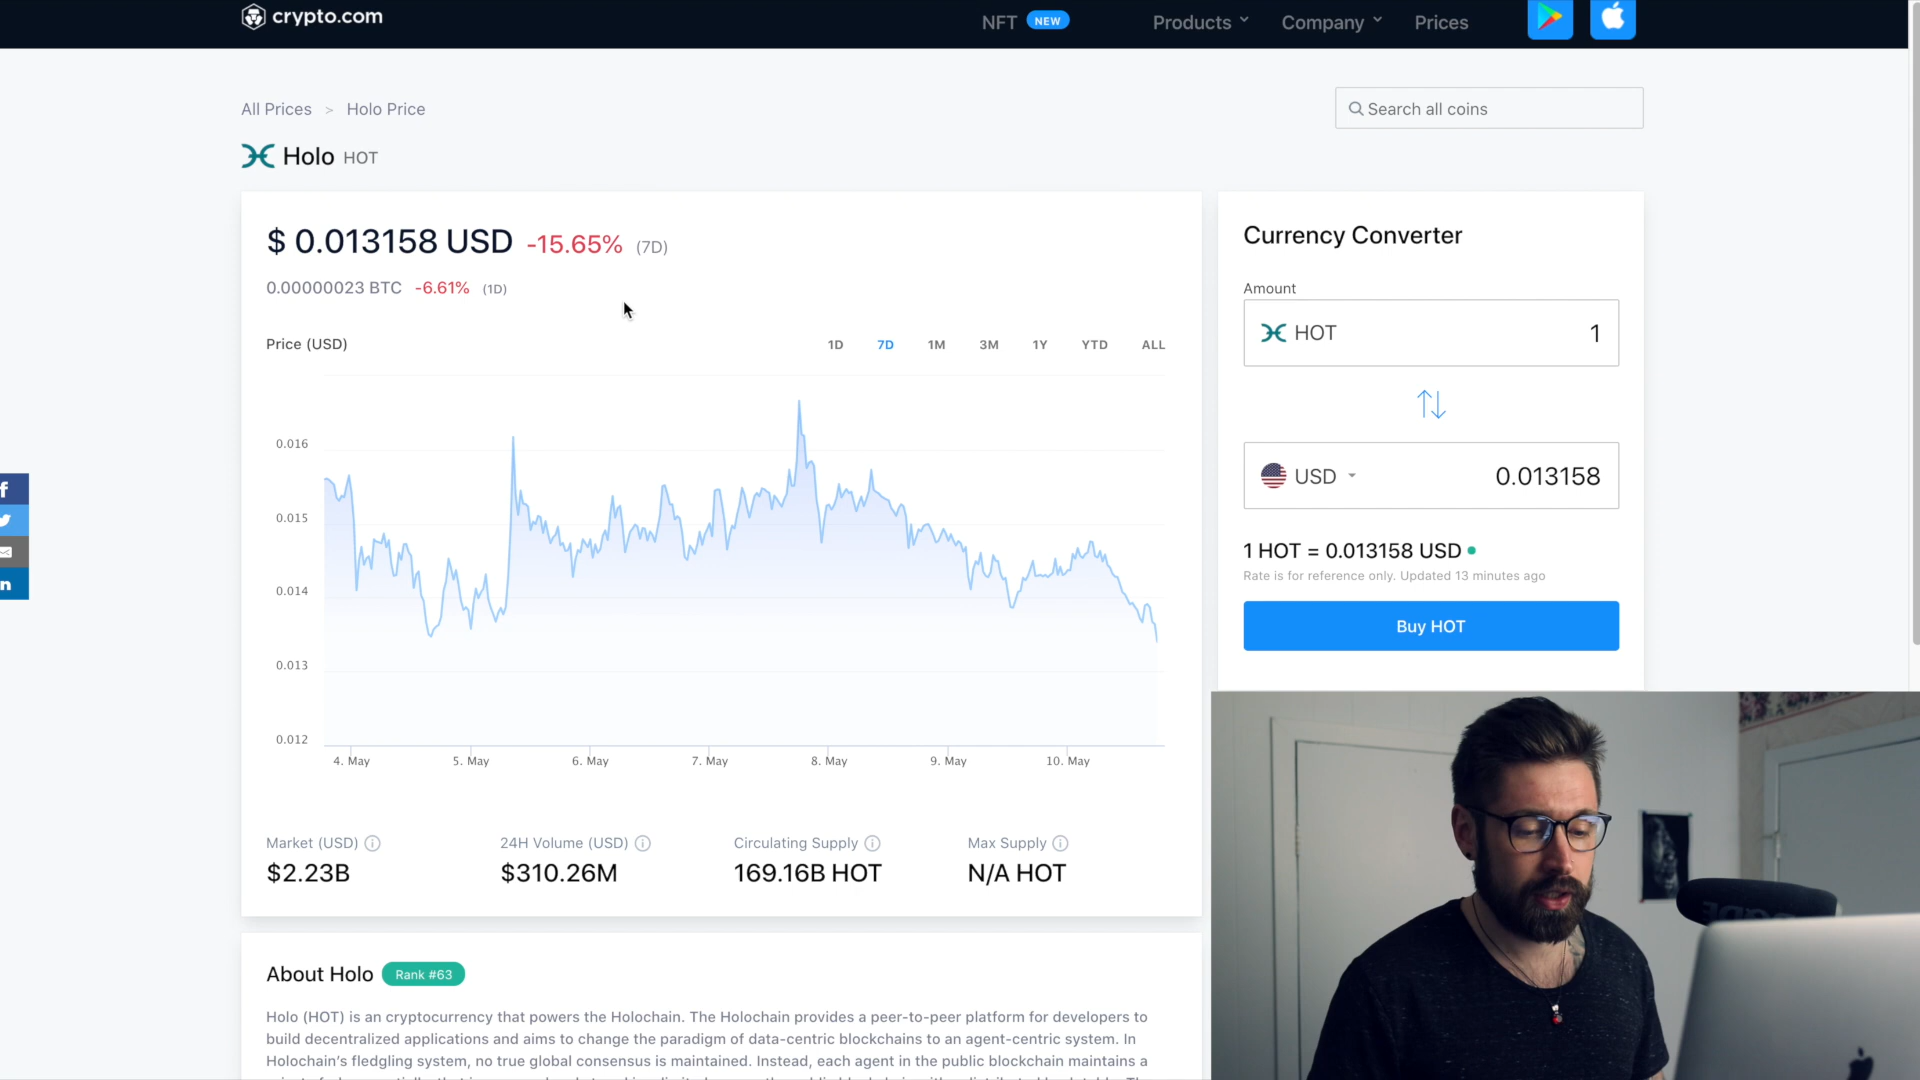 crypto.com
NFT NEW Products Company Prices
All Prices > Holo Price
Search all coins
Holo HOT
$ 0.013158 USD -15.65% (7D)
0.00000023 BTC -6.61% (1D)
Price (USD)
1D 7D 1M 3M 1Y YTD ALL
0.016
0.015
0.014
0.013
0.012
4. May 5. May 6. May 7. May 8. May 9. May 10. May
Market (USD) 24H Volume (USD) Circulating Supply Max Supply
$2.23B $310.26M 169.16B HOT N/A HOT
Currency Converter
Amount
HOT 1
USD 0.013158
1 HOT = 0.013158 USD
Rate is for reference only. Updated 13 minutes ago
Buy HOT
About Holo Rank #63
Holo (HOT) is an cryptocurrency that powers the Holochain. The Holochain provides a peer-to-peer platform for developers to
build decentralized applications and aims to change the paradigm of data-centric blockchains to an agent-centric system. In
Holochain's fledgling system, no true global consensus is maintained. Instead, each agent in the public blockchain maintains a